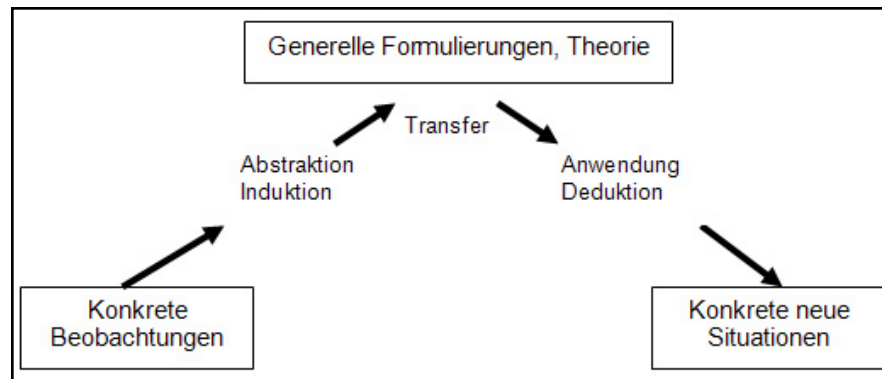 Generelle Formulierungen, Theorie
Transfer
Abstraktion
Induktion
Anwendung
Deduktion
Konkrete
Beobachtungen
Konkrete neue
Situationen